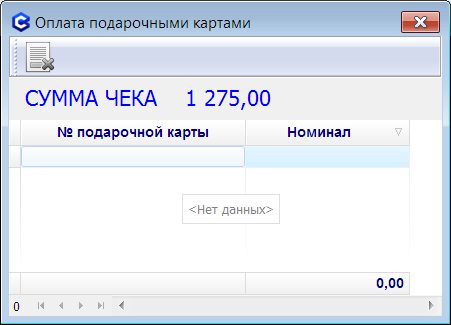 Оплата подарочными картами
СУММА ЧЕКА 1 275,00
№ подарочной карты Номинал
<Нет данных>
0,00
0